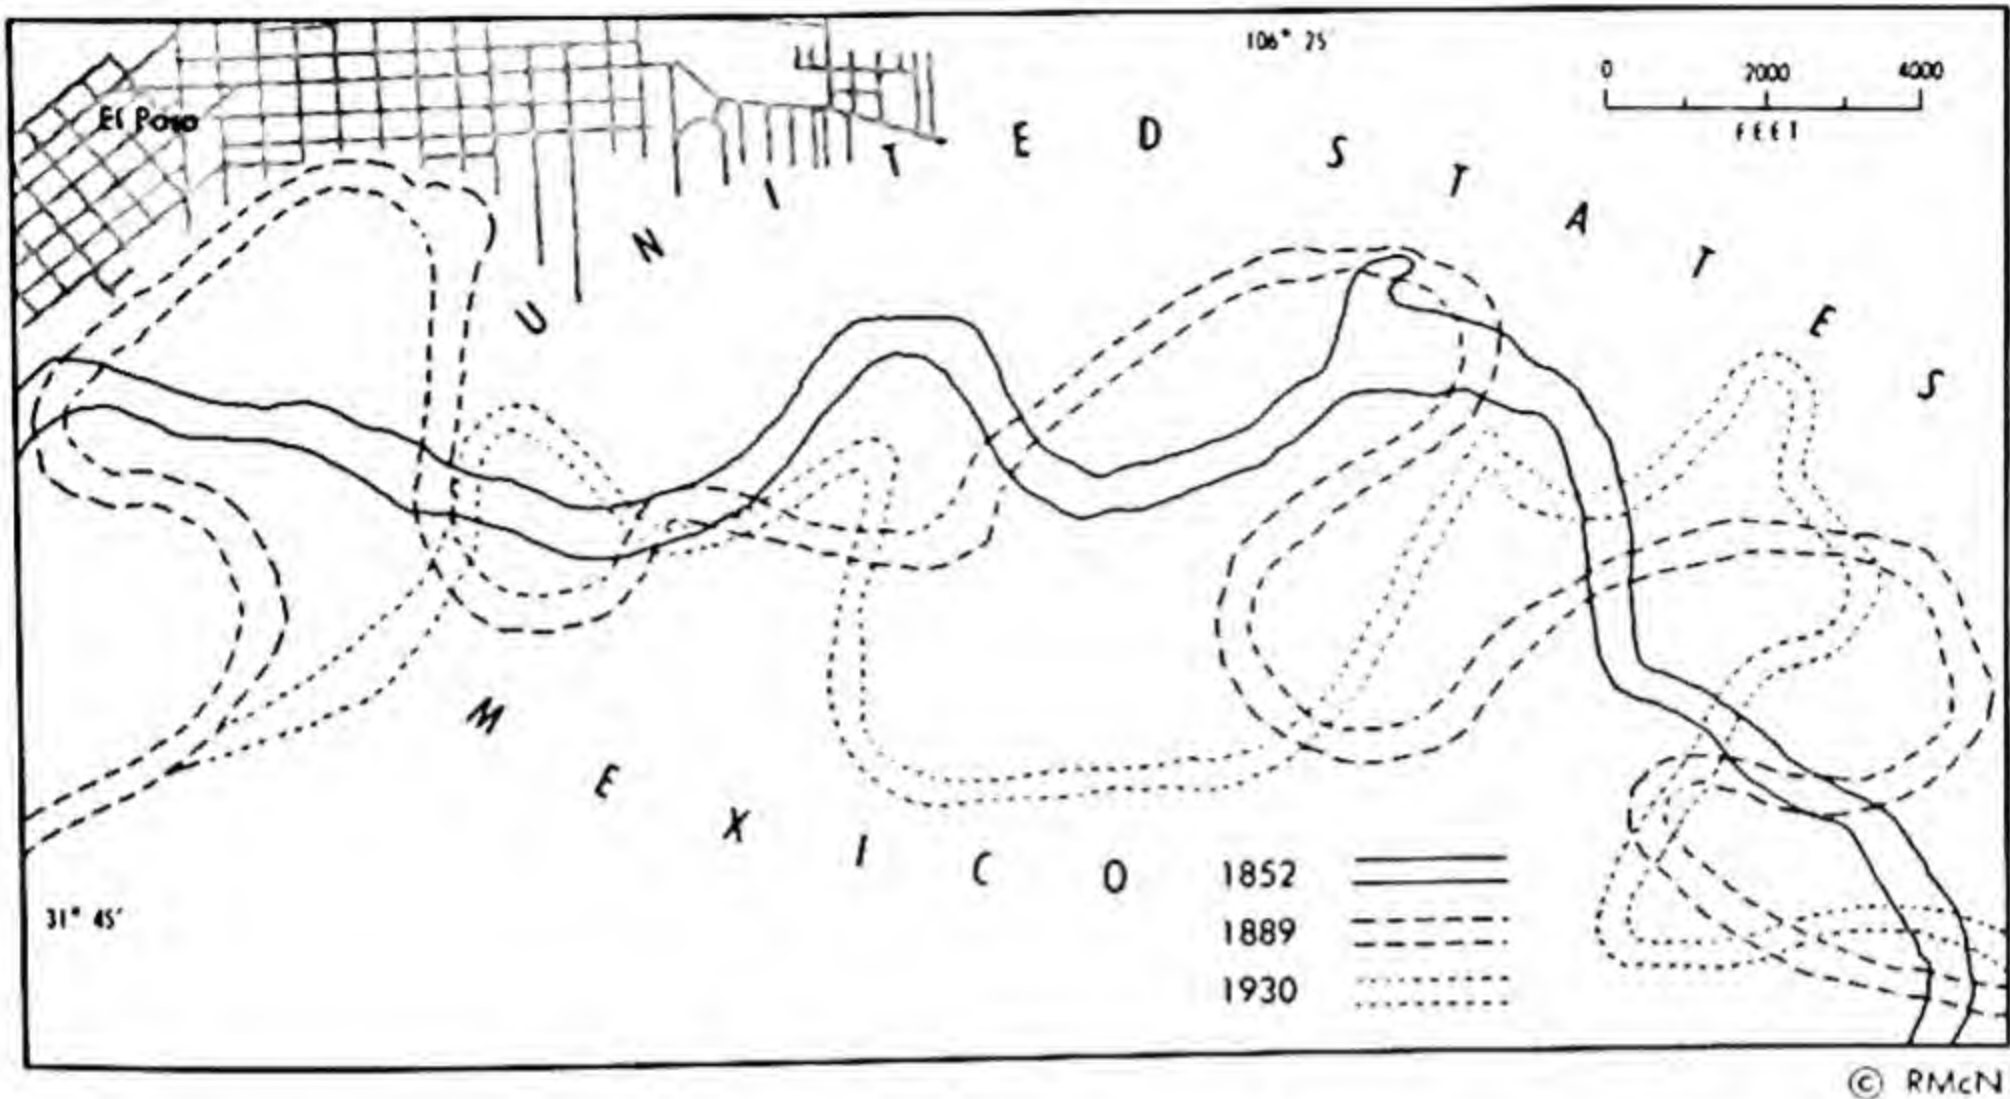 106° 25'
0 2000 4000
FEET
El Paso
UNITED STATES
MEXICO
1852
1889
1930
31° 45'
© RMcN